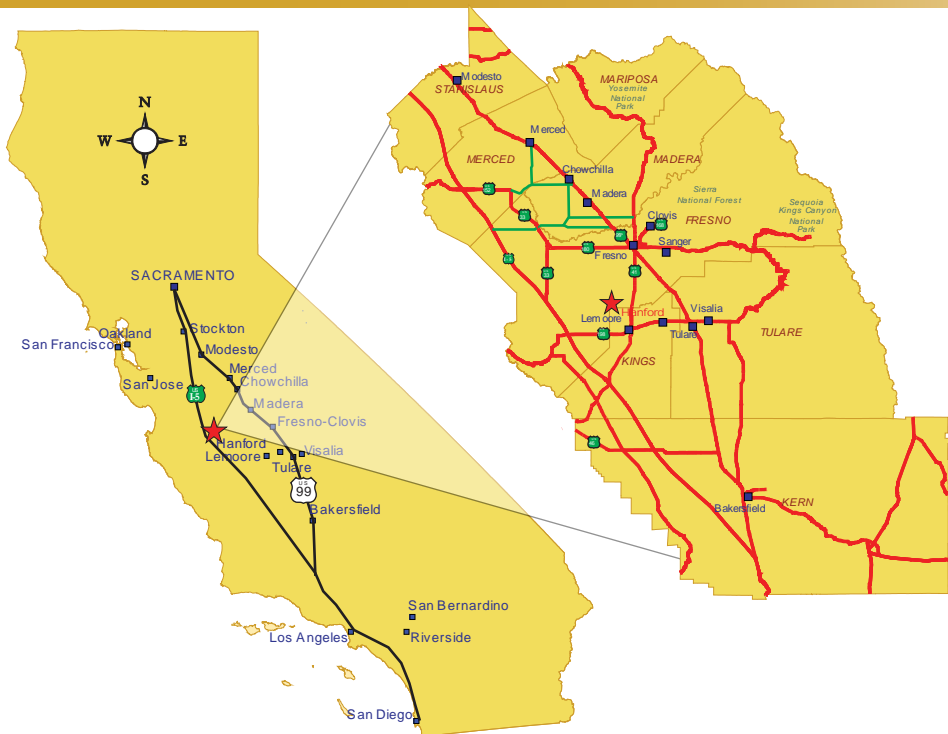 N
W
E
S
SACRAMENTO
Stockton
Oakland
San Francisco
Modesto
Merced
Chowchilla
San Jose
US
I-5
Madera
Fresno-Clovis
Hanford
Lemoore
Visalia
Tulare
US
99
Bakersfield
San Bernardino
Riverside
Los Angeles
San Diego
Modesto
STANISLAUS
MARIPOSA
Yosemite
National
Park
Merced
MERCED
Chowchilla
MADERA
Madera
Sierra
National Forest
Clovis
FRESNO
Sequoia
Kings Canyon
National
Park
Sanger
Fresno
Hanford
Lemoore
Visalia
Tulare
TULARE
KINGS
KERN
Bakersfield